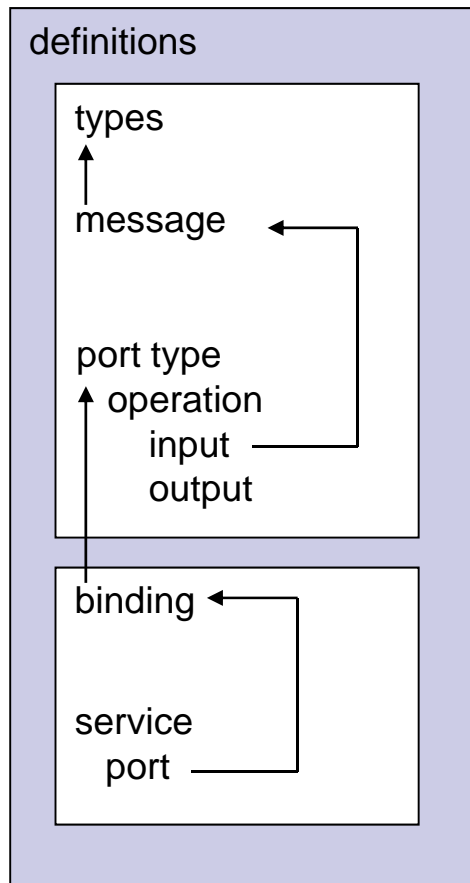 definitions
types
message
port type
operation
input
output
binding
service
port